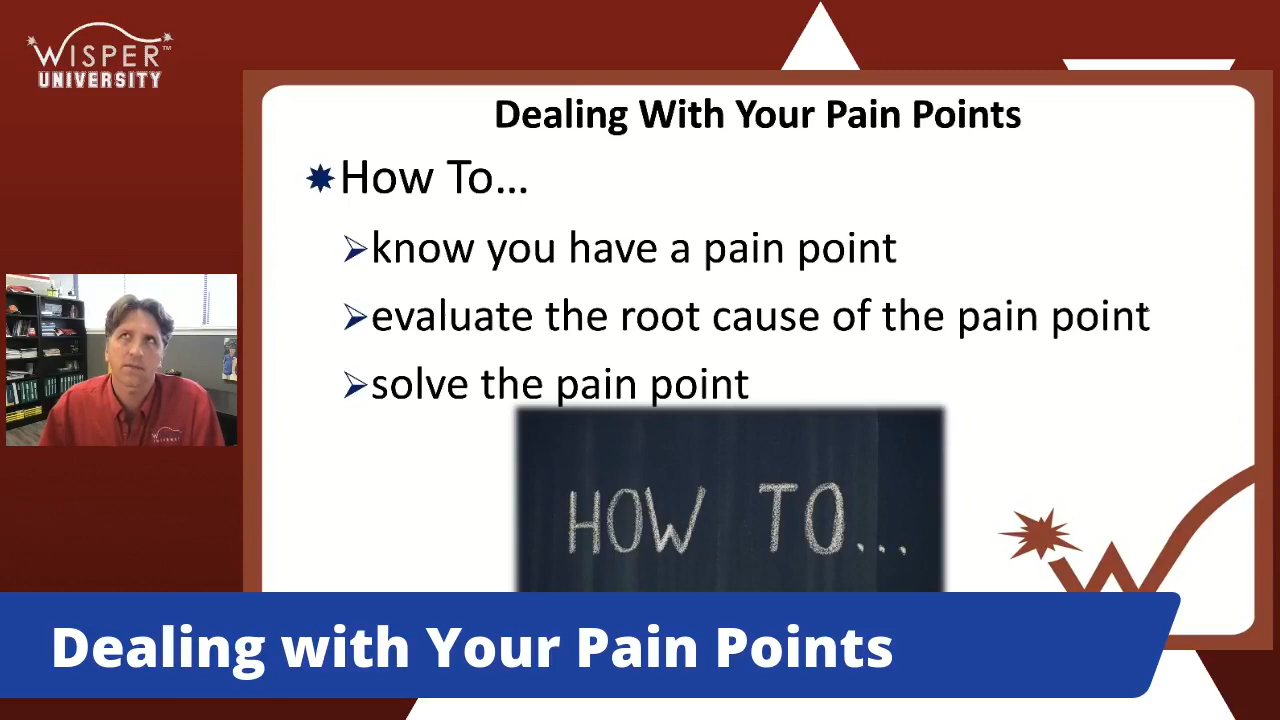 WISPER™
UNIVERSITY
Dealing With Your Pain Points
How To...
know you have a pain point
evaluate the root cause of the pain point
solve the pain point
HOW TO...
Dealing with Your Pain Points